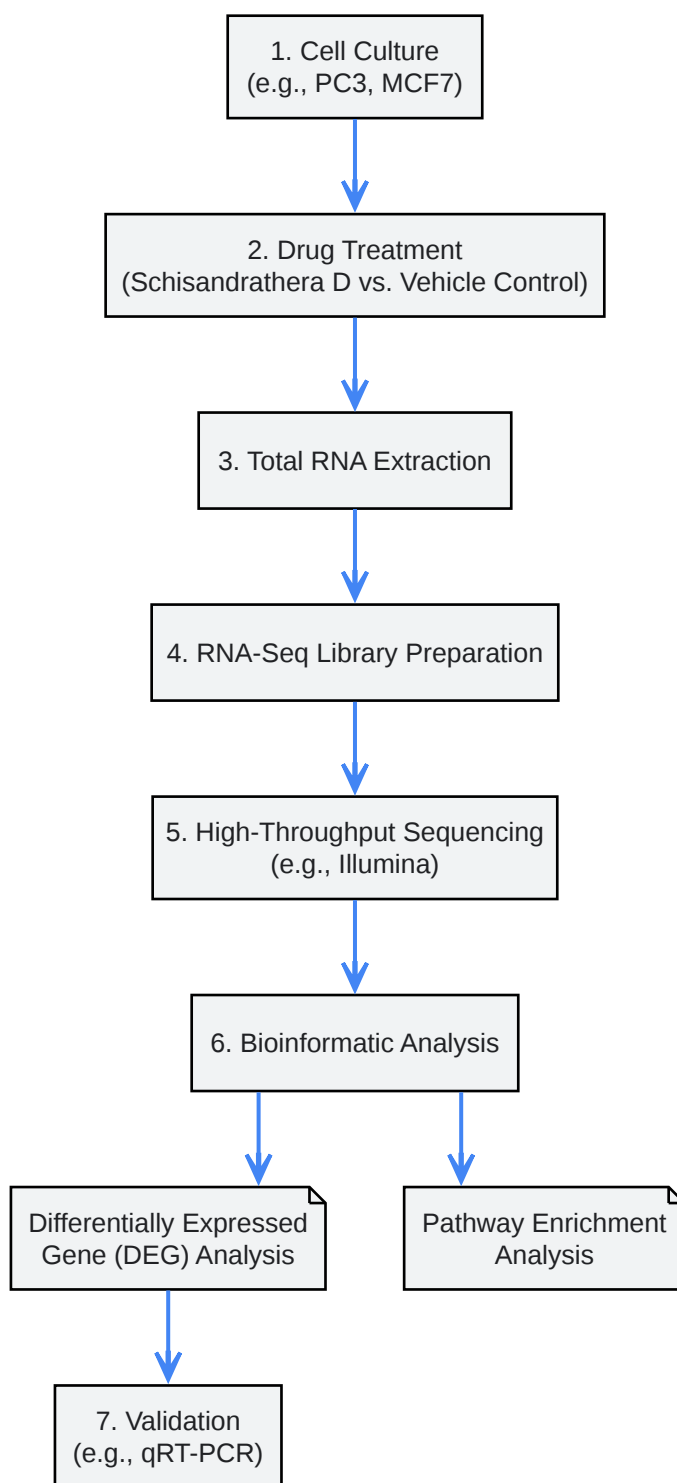 1. Cell Culture
(e.g., PC3, MCF7)
2. Drug Treatment
(Schisandrathera D vs. Vehicle Control)
3. Total RNA Extraction
4. RNA-Seq Library Preparation
5. High-Throughput Sequencing
(e.g., Illumina)
6. Bioinformatic Analysis
Differentially Expressed
Gene (DEG) Analysis
Pathway Enrichment
Analysis
7. Validation
(e.g., qRT-PCR)